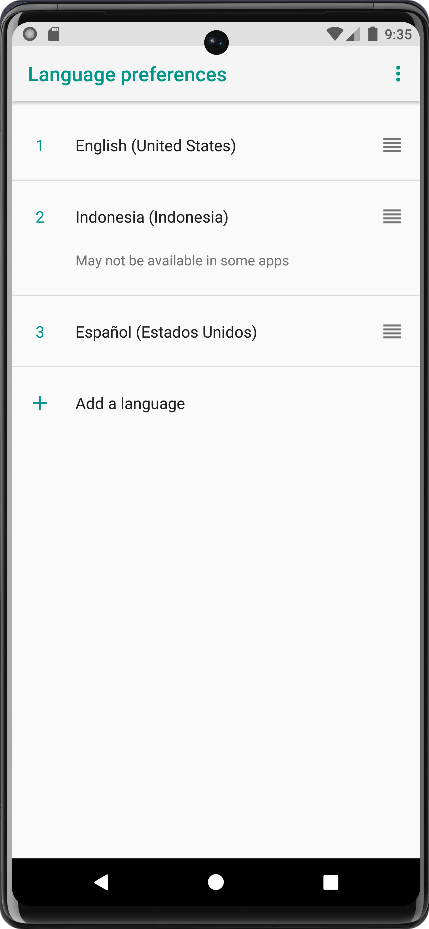 9:35
Language preferences
1 English (United States)
2 Indonesia (Indonesia)
May not be available in some apps
3 Español (Estados Unidos)
+ Add a language